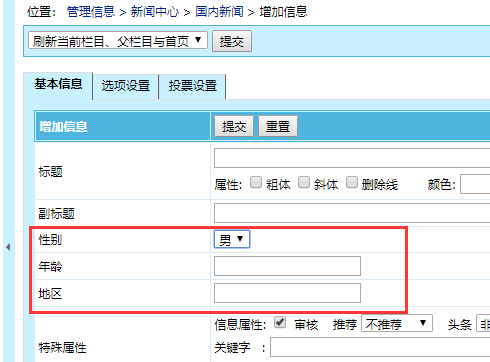 位置: 管理信息 > 新闻中心 > 国内新闻 > 增加信息
刷新当前栏目、父栏目与首页 提交
基本信息 选项设置 投票设置
增加信息 提交 重置
标题
属性: 粗体 斜体 删除线 颜色:
副标题
性别 男
年龄
地区
信息属性: 审核 推荐 不推荐 头条
特殊属性
关键字 :